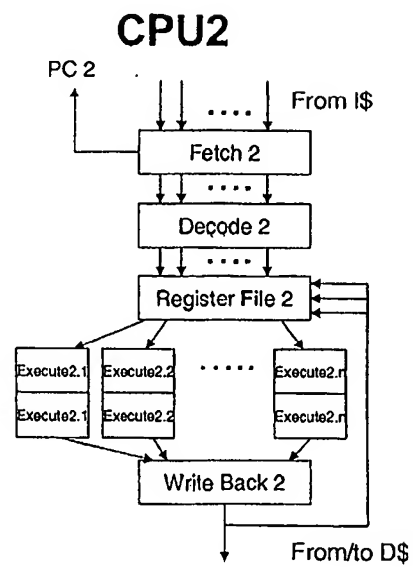 CPU2
PC 2
From I$
Fetch 2
Decode 2
Register File 2
Execute2.1 Execute2.2 Execute2.n
Execute2.1 Execute2.2 Execute2.n
Write Back 2
From/to D$